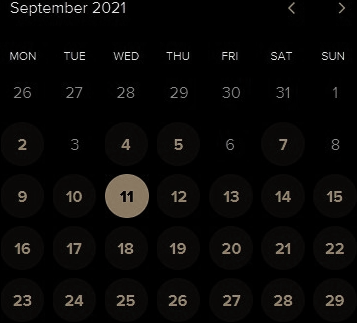 September 2021 < >
MON TUE WED THU FRI SAT SUN
26 27 28 29 30 31 1
2 3 4 5 6 7 8
9 10 11 12 13 14 15
16 17 18 19 20 21 22
23 24 25 26 27 28 29